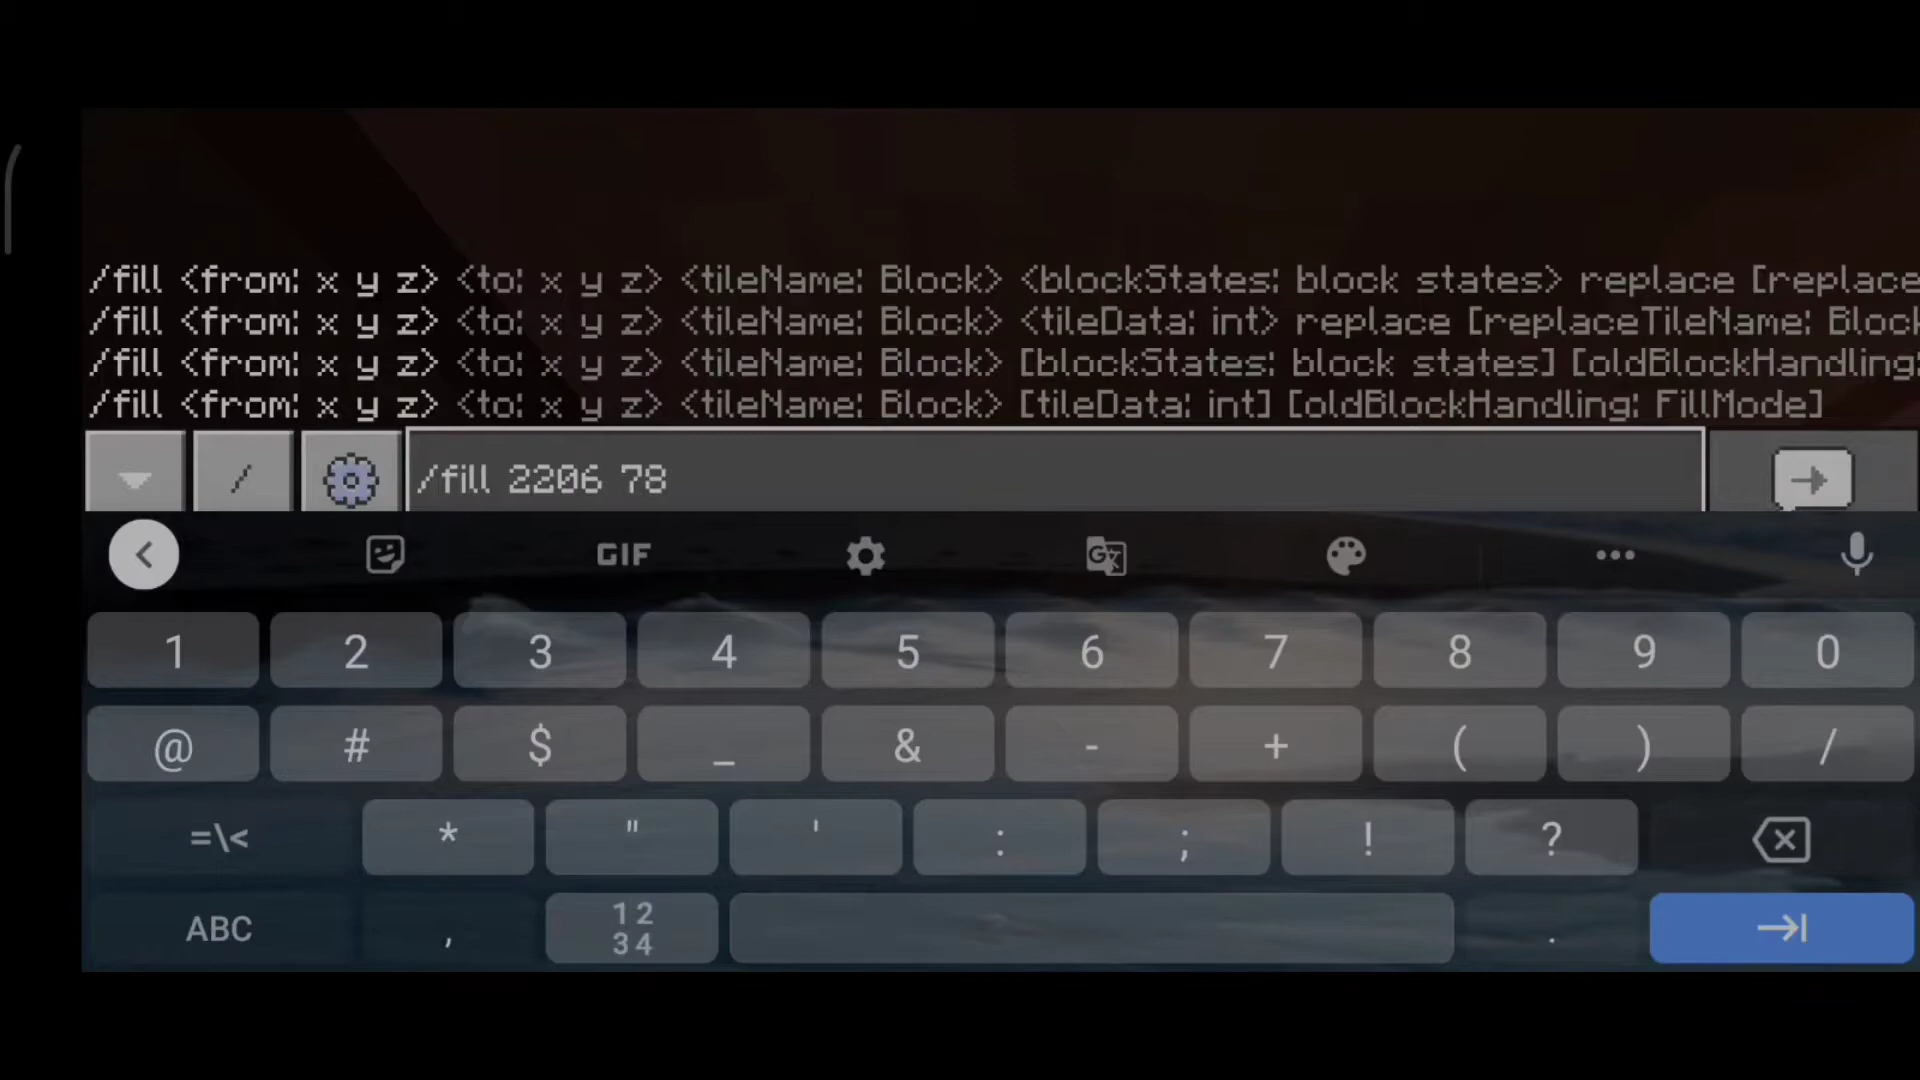 /fill <from: x y z> <to: x y z> <tileName: Block> <blockStates: block states> replace [replace
/fill <from: x y z> <to: x y z> <tileName: Block> <tileData: int> replace [replaceTileName: Block
/fill <from: x y z> <to: x y z> <tileName: Block> [blockStates: block states] [oldBlockHandling:
/fill <from: x y z> <to: x y z> <tileName: Block> [tileData: int] [oldBlockHandling: FillMode]
/ /fill 2206 78
GIF
1 2 3 4 5 6 7 8 9 0
@ # $ _ & - + ( ) /
=\< * " ' : ; ! ?
ABC , 12 .
34